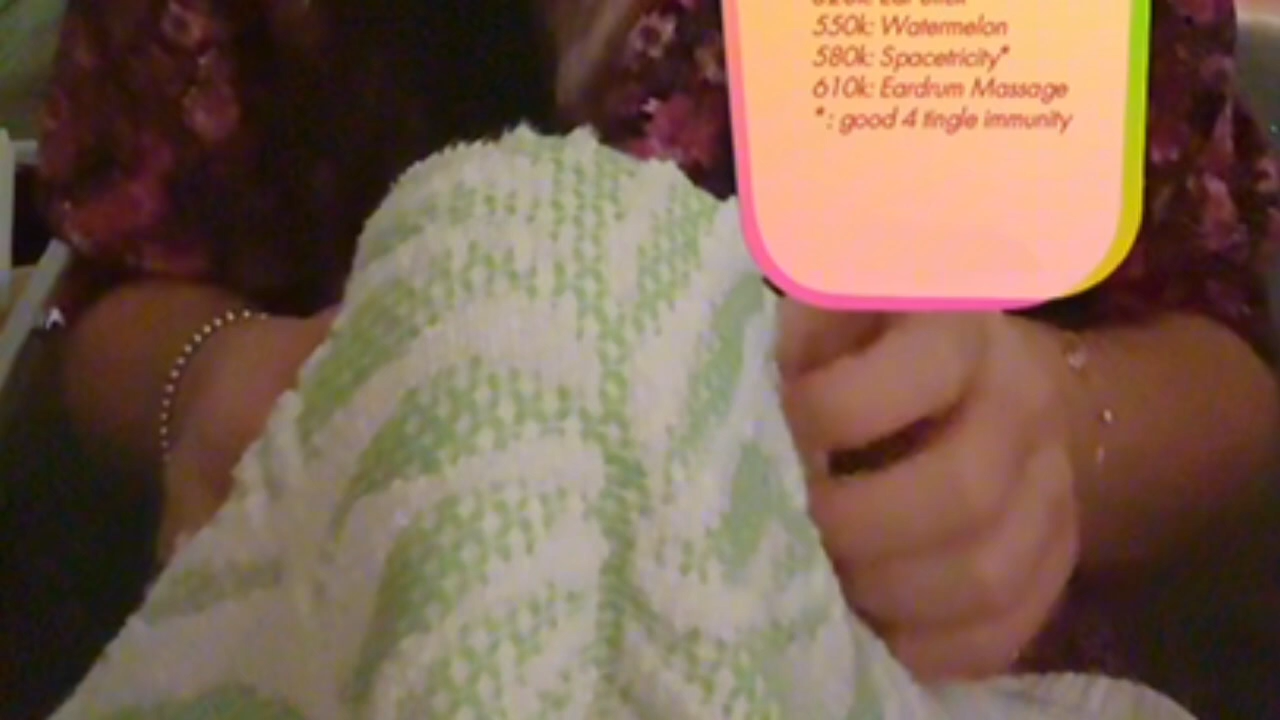 550k: Watermelon
580k: Spacetricity*
610k: Eardrum Massage
*: good 4 tingle immunity